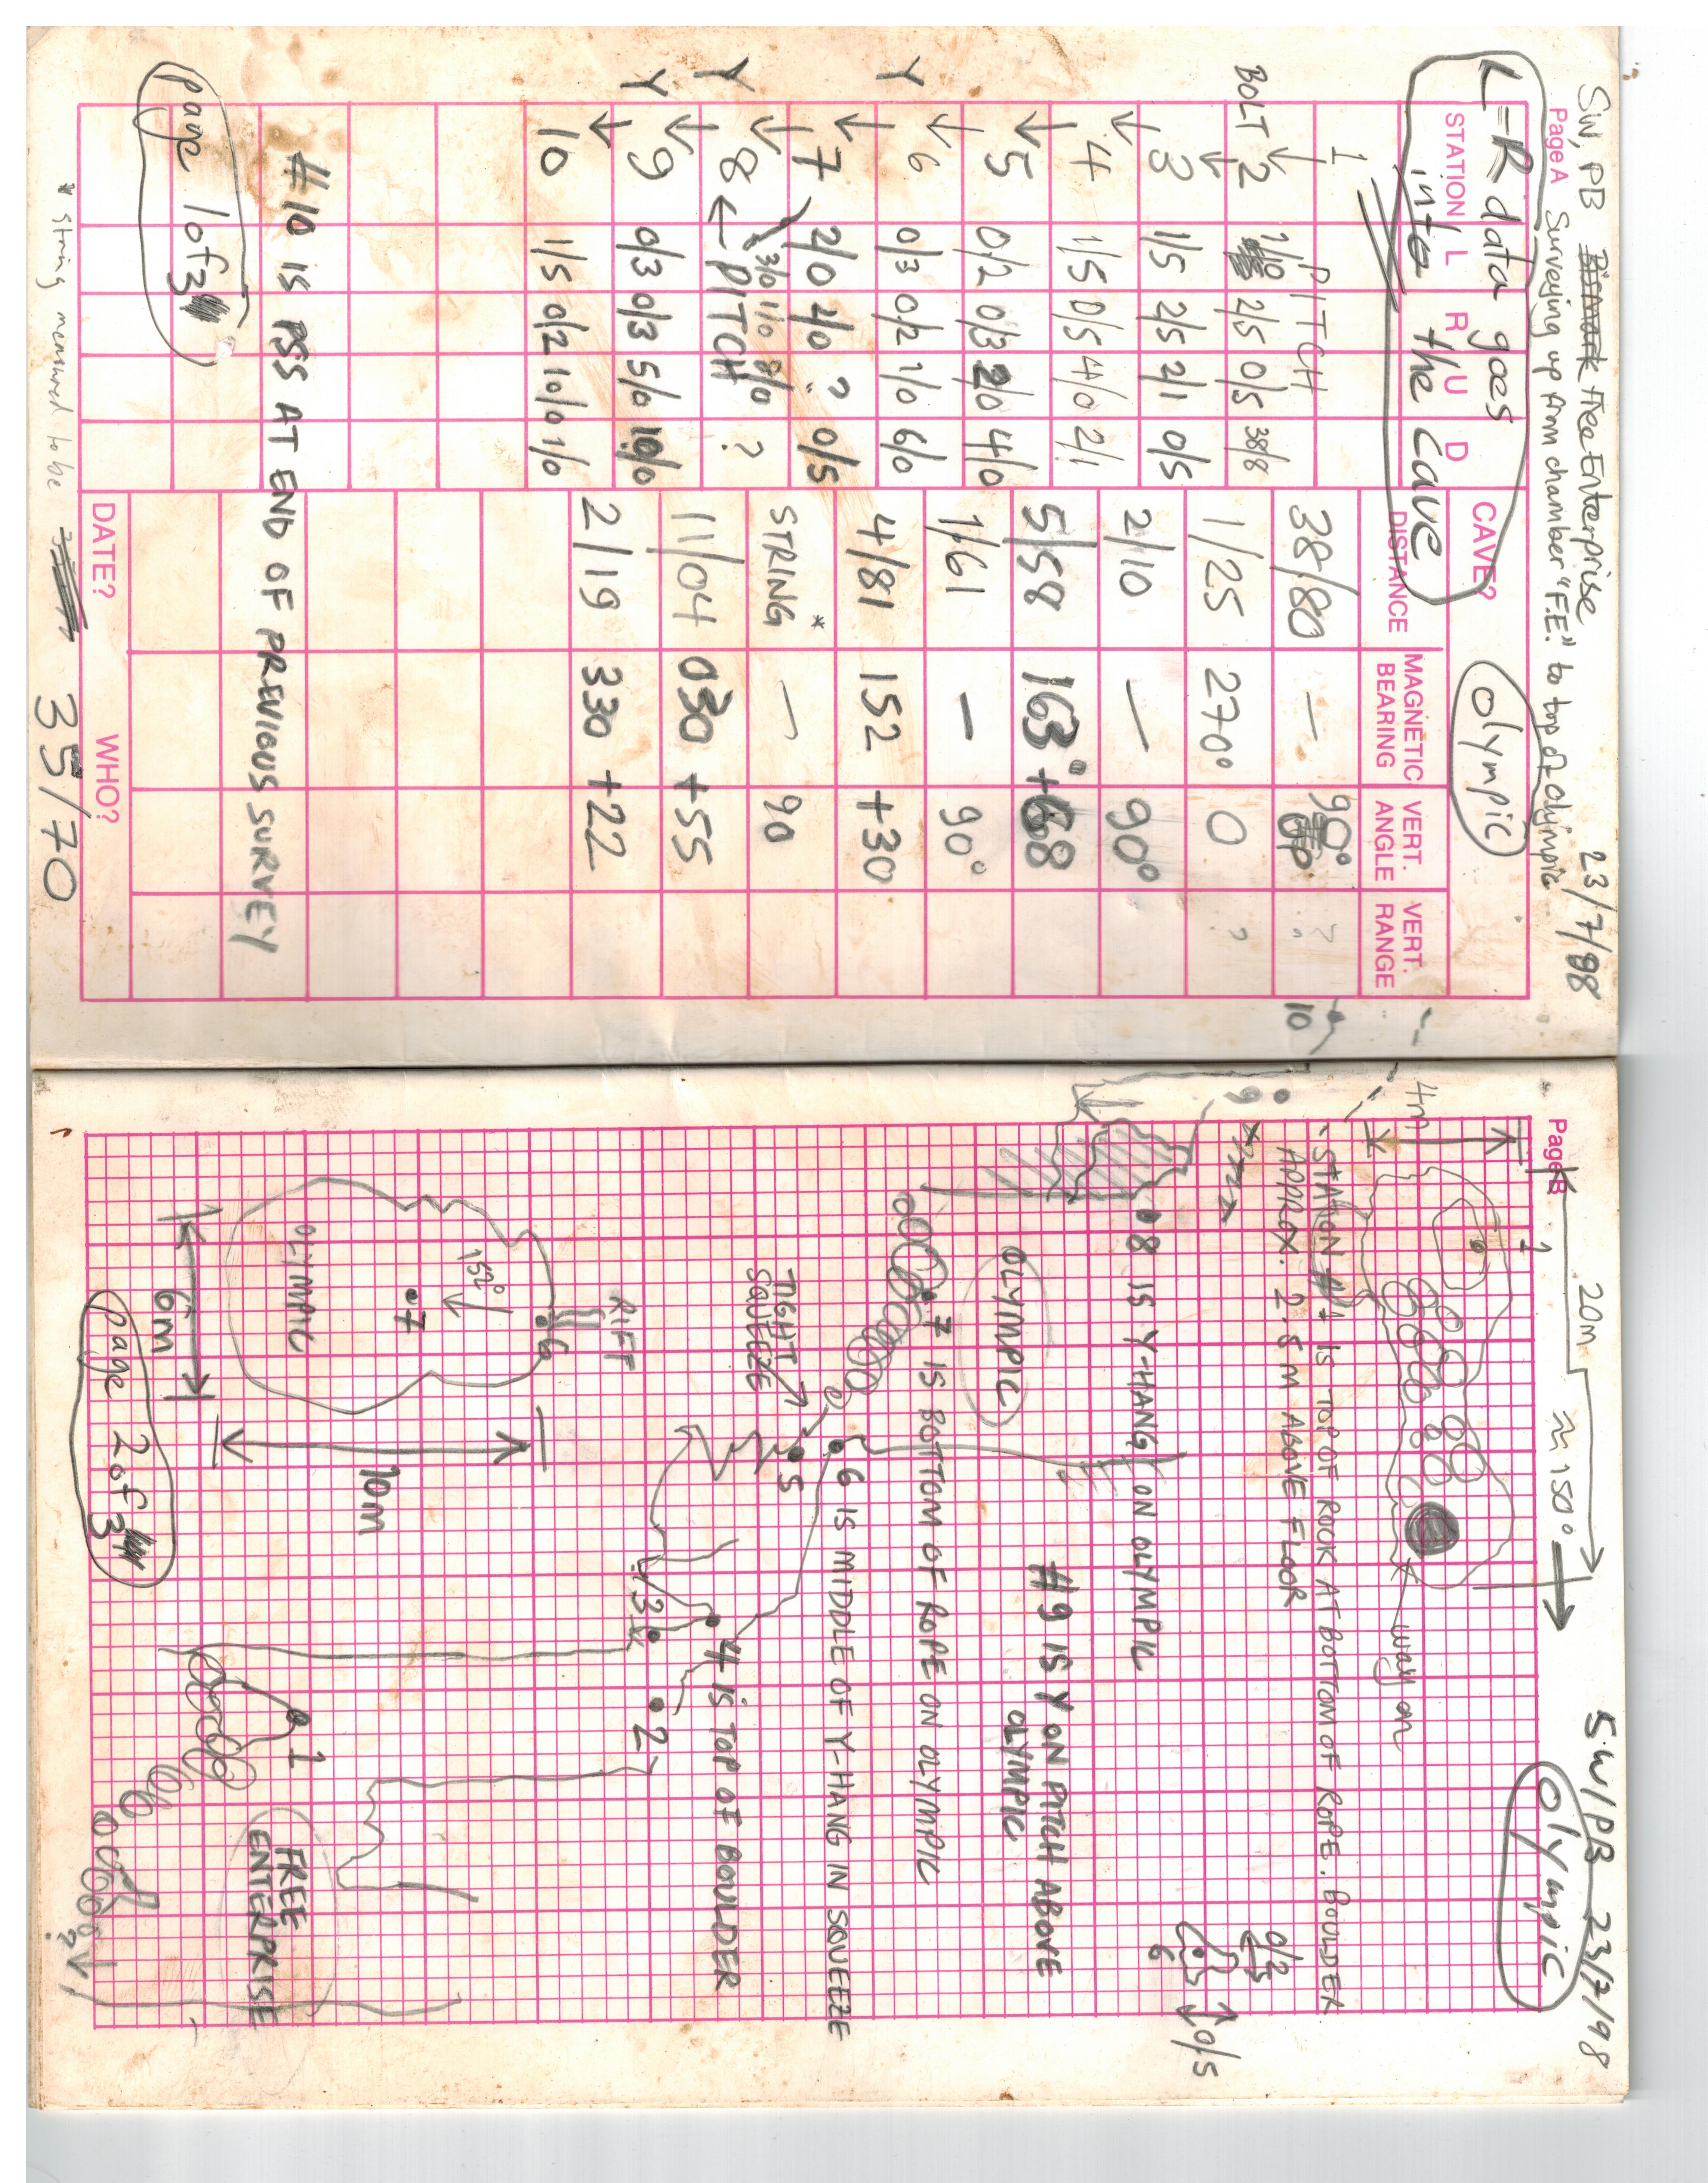 SW, PB Bismark Free Enterprise 23/7/98
Page A Surveying up from chamber "F.E." to top of Olympic
L-R data goes into the cave
CAVE? Olympic
STATION L R U D
DISTANCE MAGNETIC BEARING VERT. ANGLE VERT. RANGE
1
PITCH
38/80 — 90° UP ?
BOLT 2 1/10 2/5 0/5 38/8
1/25 270° 0 ?
3 1/5 2/5 2/1 0/5
2/10 — 90°
4 1/5 0/5 4/0 2/1
5/58 163° +68
5 0/2 0/3 2/0 4/0
1/61 — 90°
Y 6 0/3 0/2 1/0 6/0
4/81 152 +30
7 2/0 2/0 ? 0/5
STRING* — 90
Y 8 3/0 1/0 8/0 ?
← PITCH
11/04 030 +55
Y 9 0/3 0/3 5/0 10/0
2/19 330 +22
10 1/5 0/2 10/0 1/0
#10 IS PSS AT END OF PREVIOUS SURVEY
page 1 of 3
DATE? WHO?
* string measured to be 35/70
SW/PB 23/7/98
Page B
Olympic
20m
≈ 150°
1
4m
way on
STATION #1 IS TOP OF ROCK AT BOTTOM OF ROPE. BOULDER
APPROX. 2.5 M ABOVE FLOOR
10
9
0/2
0/5
6
8 IS Y-HANG ON OLYMPIC
#9 IS Y ON PITCH ABOVE
OLYMPIC
OLYMPIC
7 IS BOTTOM OF ROPE ON OLYMPIC
6 IS MIDDLE OF Y-HANG IN SQUEEZE
TIGHT
SQUEEZE
5
4 IS TOP OF BOULDER
3
2
RIFF
6
152°
7
10m
OLYMPIC
6m
1
FREE
ENTERPRISE
?
page 2 of 3